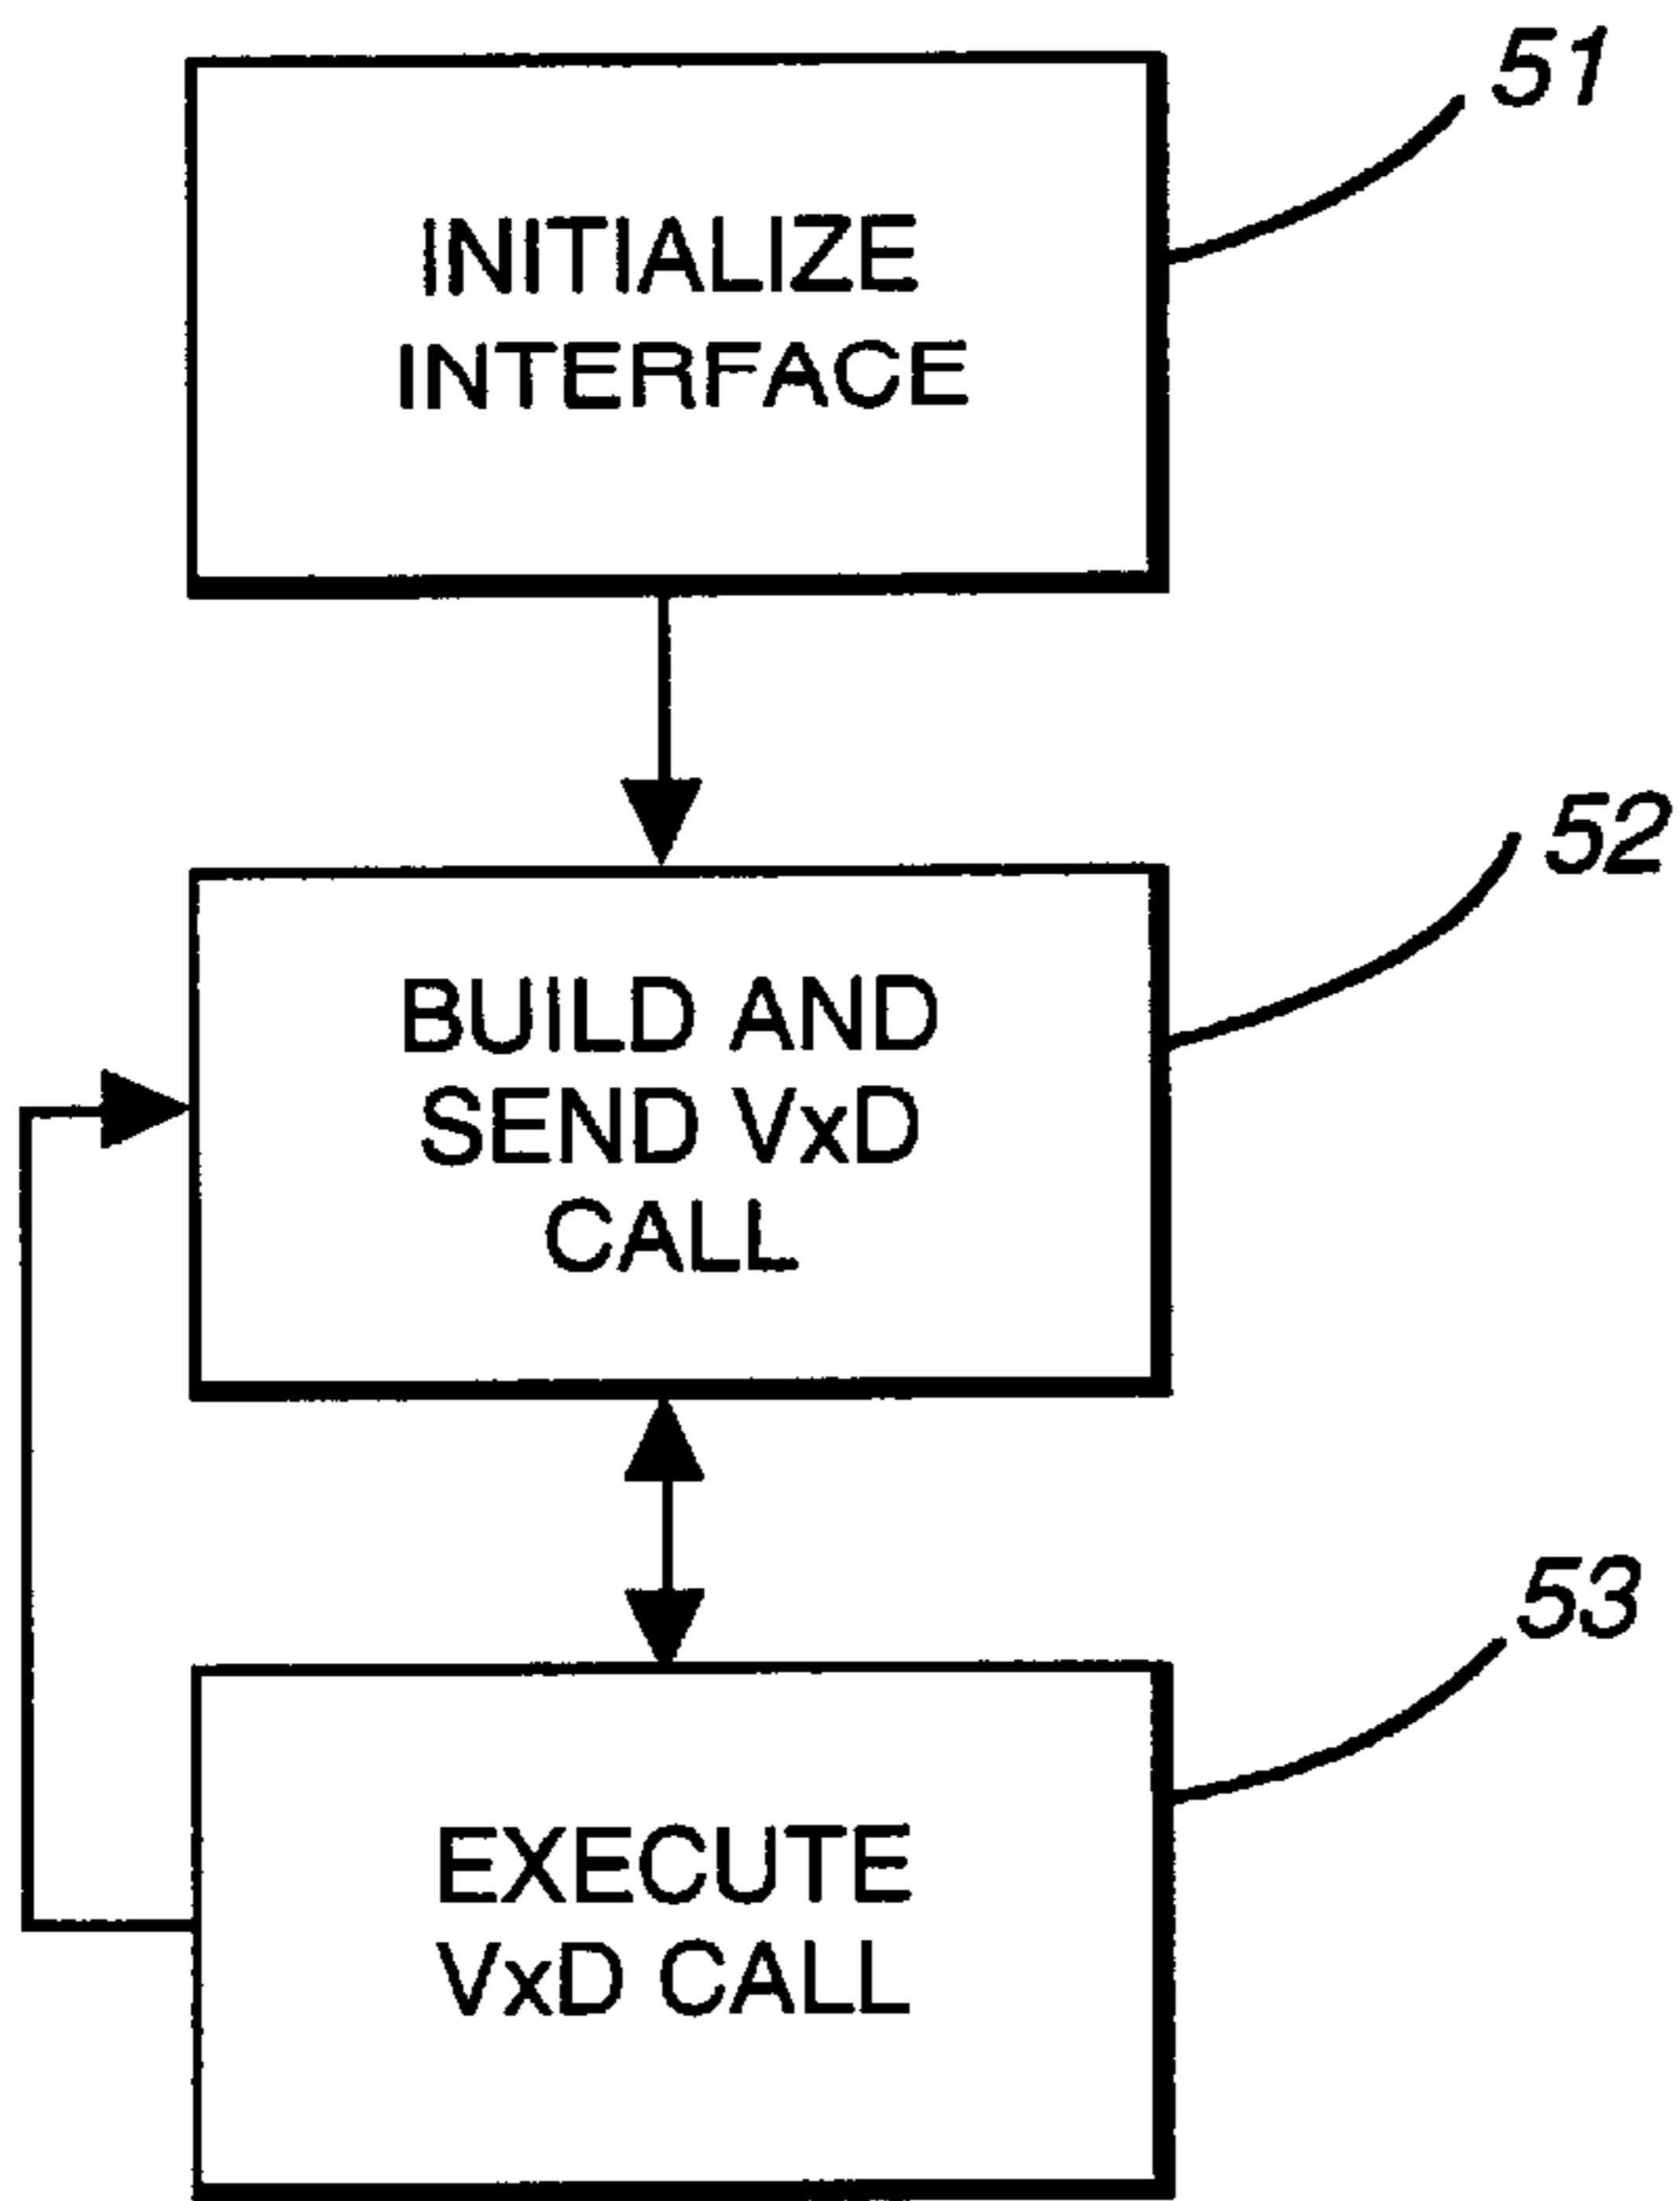 51
INITIALIZE
INTERFACE
52
BUILD AND
SEND VxD
CALL
53
EXECUTE
VxD CALL